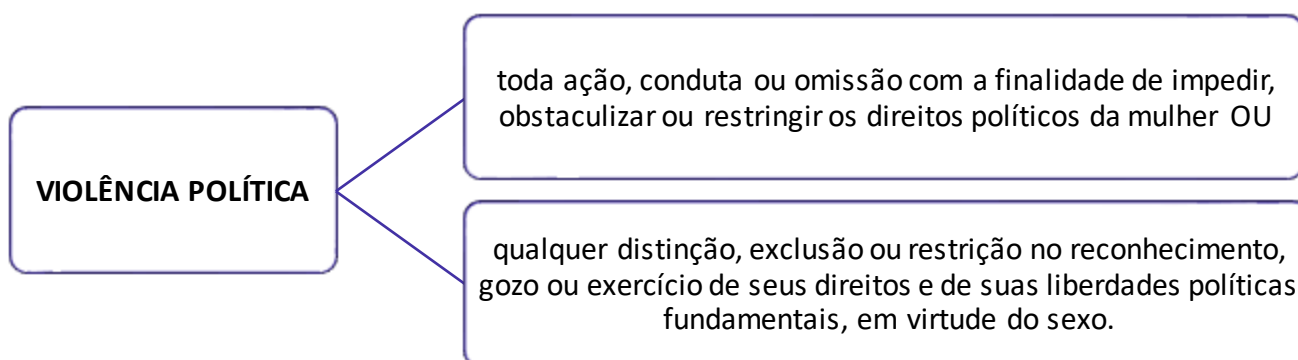 toda ação, conduta ou omissão com a finalidade de impedir,
obstaculizar ou restringir os direitos políticos da mulher OU
VIOLÊNCIA POLÍTICA
qualquer distinção, exclusão ou restrição no reconhecimento,
gozo ou exercício de seus direitos e de suas liberdades políticas
fundamentais, em virtude do sexo.